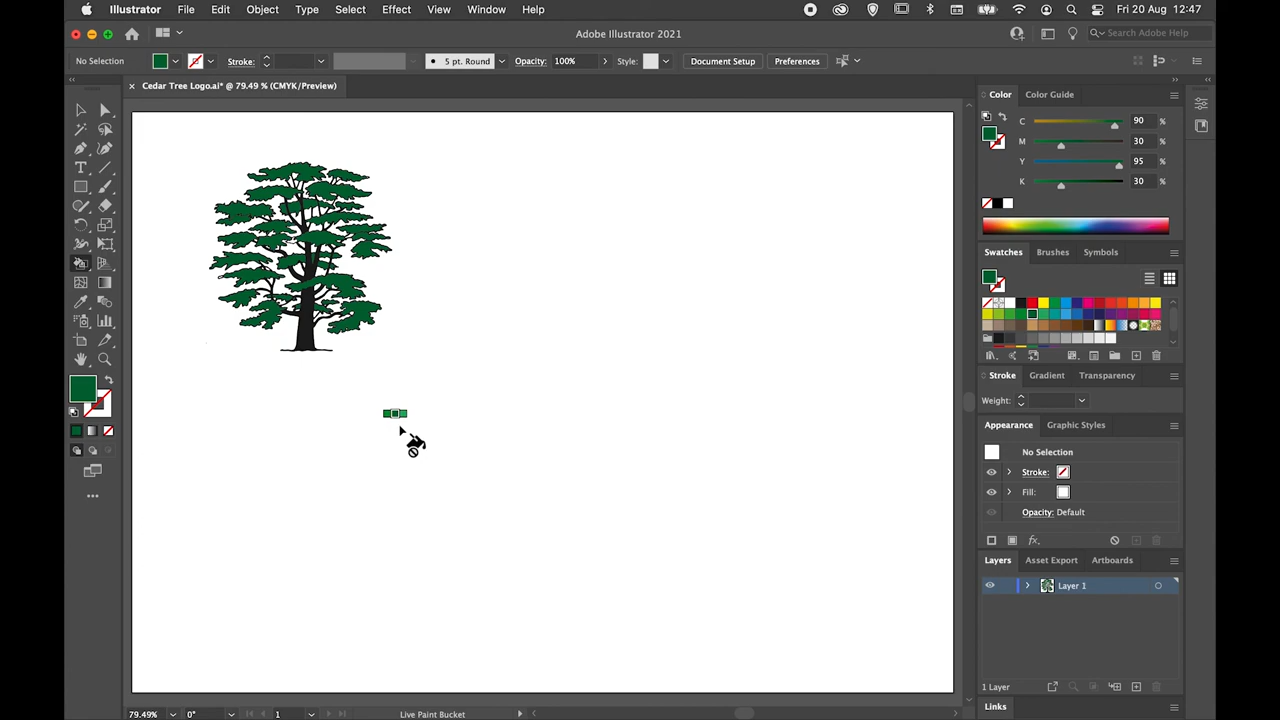 Illustrator File Edit Object Type Select Effect View Window Help Fri 20 Aug 12:47
Adobe Illustrator 2021 Search Adobe Help
No Selection Stroke: 5 pt. Round Opacity: 100% Style: Document Setup Preferences
Cedar Tree Logo.ai* @ 79.49 % (CMYK/Preview)
Color Color Guide
C 90 %
M 30 %
Y 95 %
K 30 %
Swatches Brushes Symbols
Stroke Gradient Transparency
Weight:
Appearance Graphic Styles
No Selection
Stroke:
Fill:
Opacity: Default
fx.
Layers Asset Export Artboards
Layer 1
1 Layer
Links
79.49% 0° 1 Live Paint Bucket